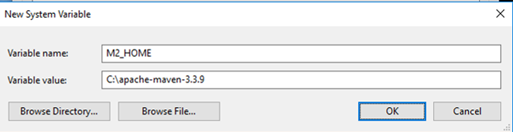 New System Variable
Variable name: M2_HOME
Variable value: C:\apache-maven-3.3.9
Browse Directory... Browse File... OK Cancel